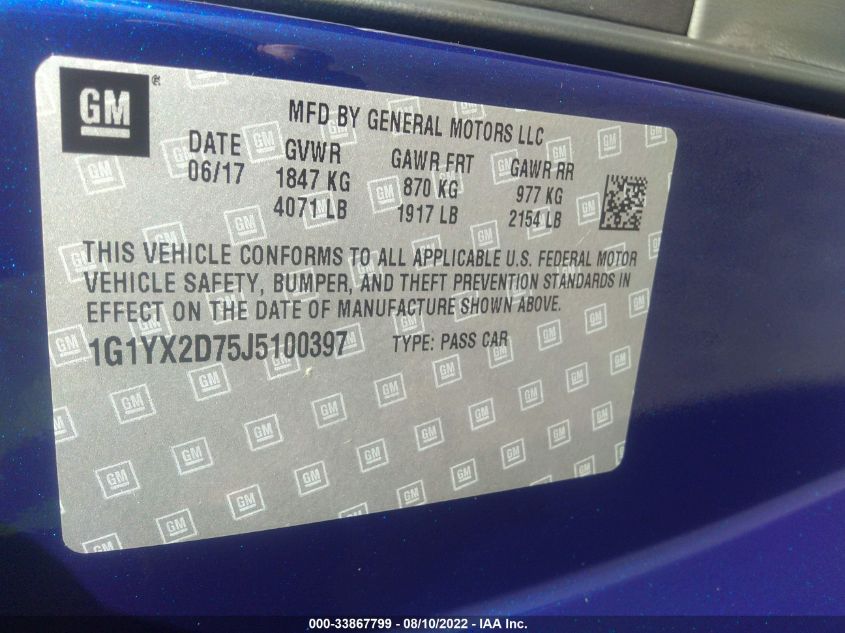 GM
MFD BY GENERAL MOTORS LLC
DATE GVWR GAWR FRT GAWR RR
06/17 1847 KG 870 KG 977 KG
4071 LB 1917 LB 2154 LB
THIS VEHICLE CONFORMS TO ALL APPLICABLE U.S. FEDERAL MOTOR
VEHICLE SAFETY, BUMPER, AND THEFT PREVENTION STANDARDS IN
EFFECT ON THE DATE OF MANUFACTURE SHOWN ABOVE.
1G1YX2D75J5100397 TYPE: PASS CAR
000-33867799 - 08/10/2022 - IAA Inc.